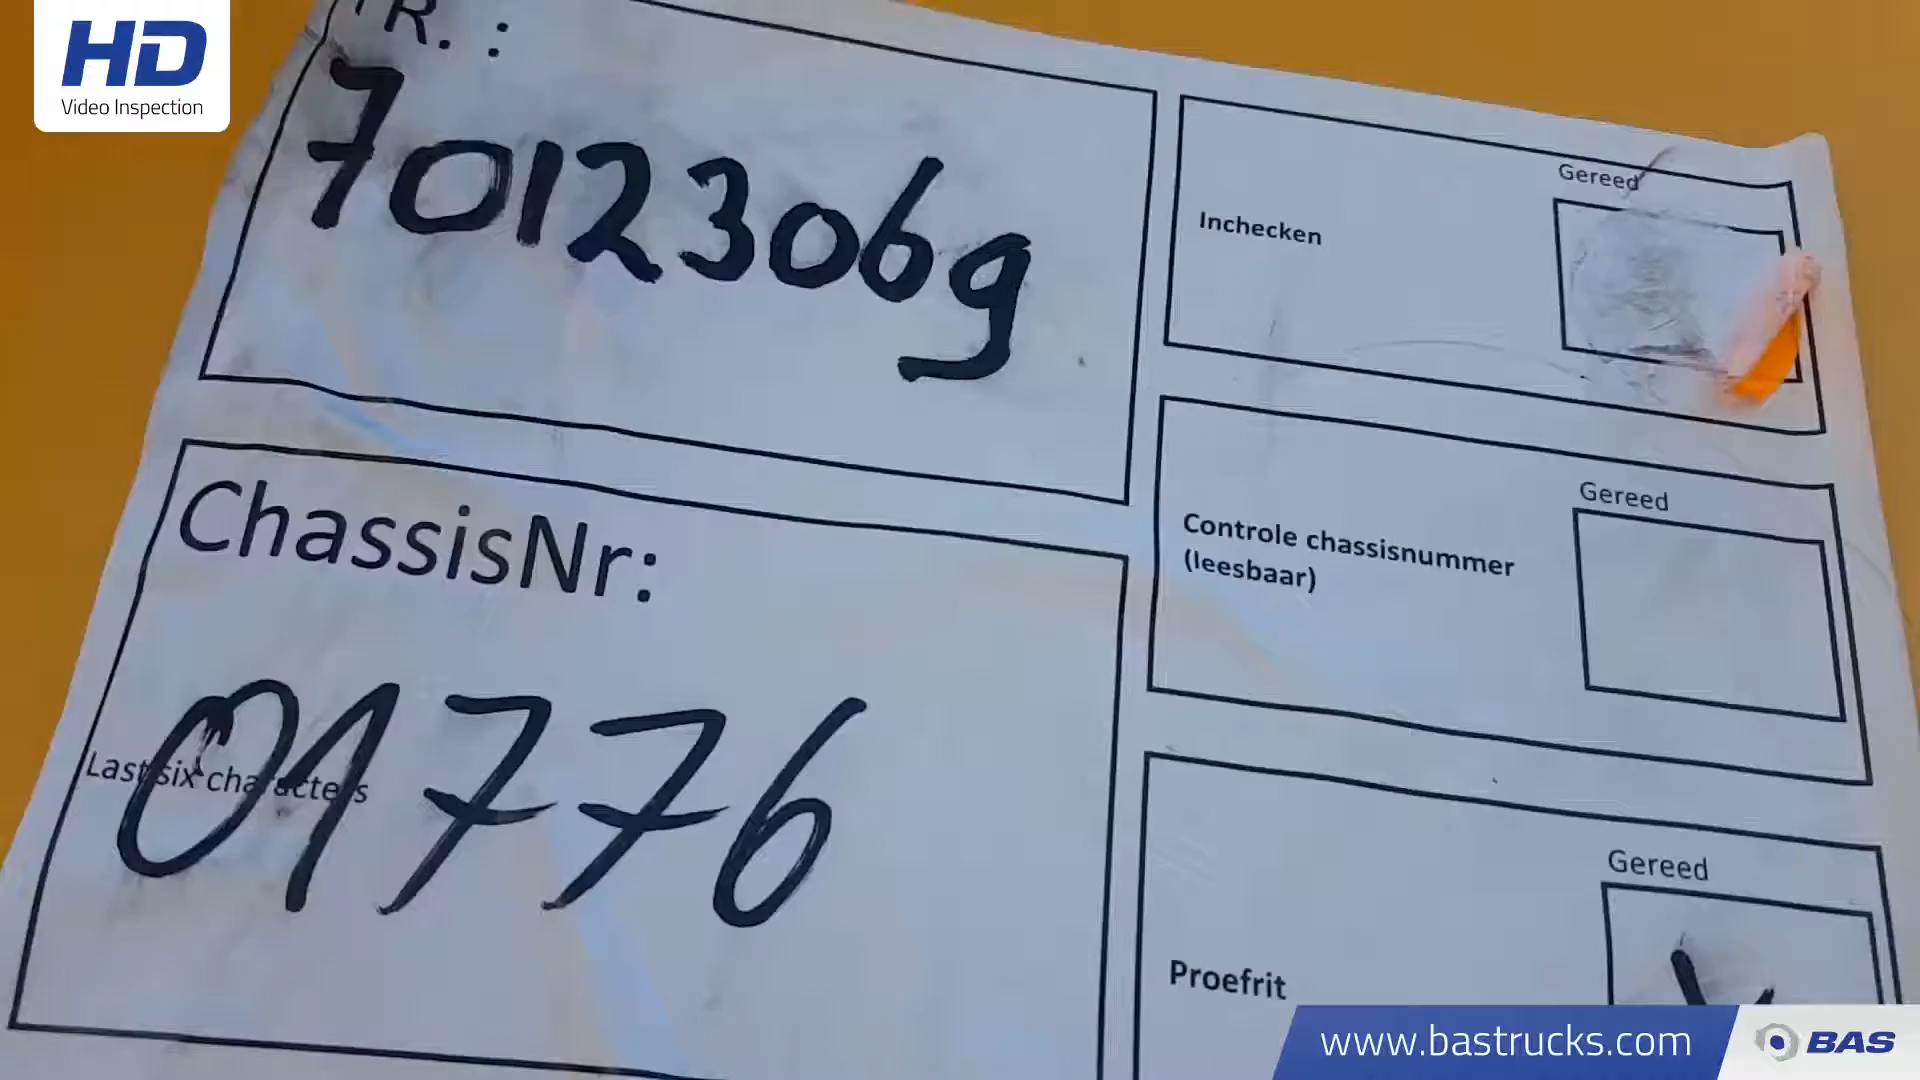 HD
Video Inspection
R. :
70123069
ChassisNr:
01776
Last six characters
Gereed
Inchecken
Gereed
Controle chassisnummer
(leesbaar)
Gereed
Proefrit
www.bastrucks.com
BAS